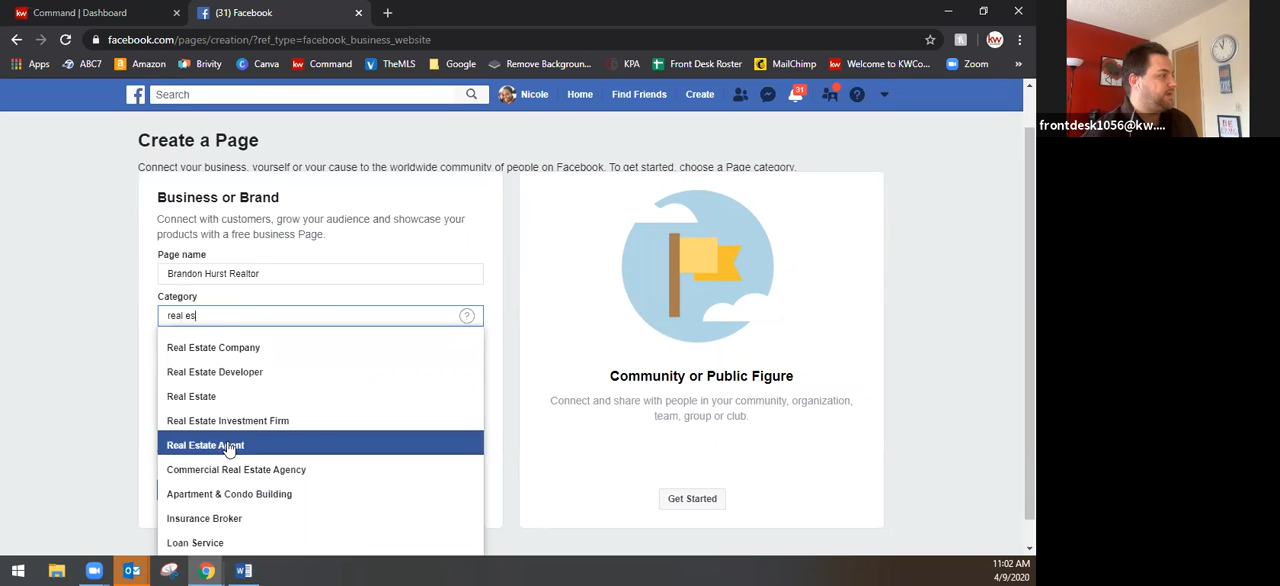 kw Command | Dashboard
(31) Facebook
facebook.com/pages/creation/?ref_type=facebook_business_website
Apps ABC7 Amazon Brivity Canva Command TheMLS Google Remove Backgroun... KPA Front Desk Roster MailChimp Welcome to KWCo... Zoom »
Search Nicole Home Find Friends Create 31
Create a Page
Connect your business, yourself or your cause to the worldwide community of people on Facebook. To get started, choose a Page category.
Business or Brand
Connect with customers, grow your audience and showcase your
products with a free business Page.
Page name
Brandon Hurst Realtor
Category
real es
Real Estate Company
Real Estate Developer
Real Estate
Real Estate Investment Firm
Real Estate Agent
Commercial Real Estate Agency
Apartment & Condo Building
Insurance Broker
Loan Service
Community or Public Figure
Connect and share with people in your community, organization,
team, group or club.
Get Started
frontdesk1056@kw....
11:02 AM
4/9/2020